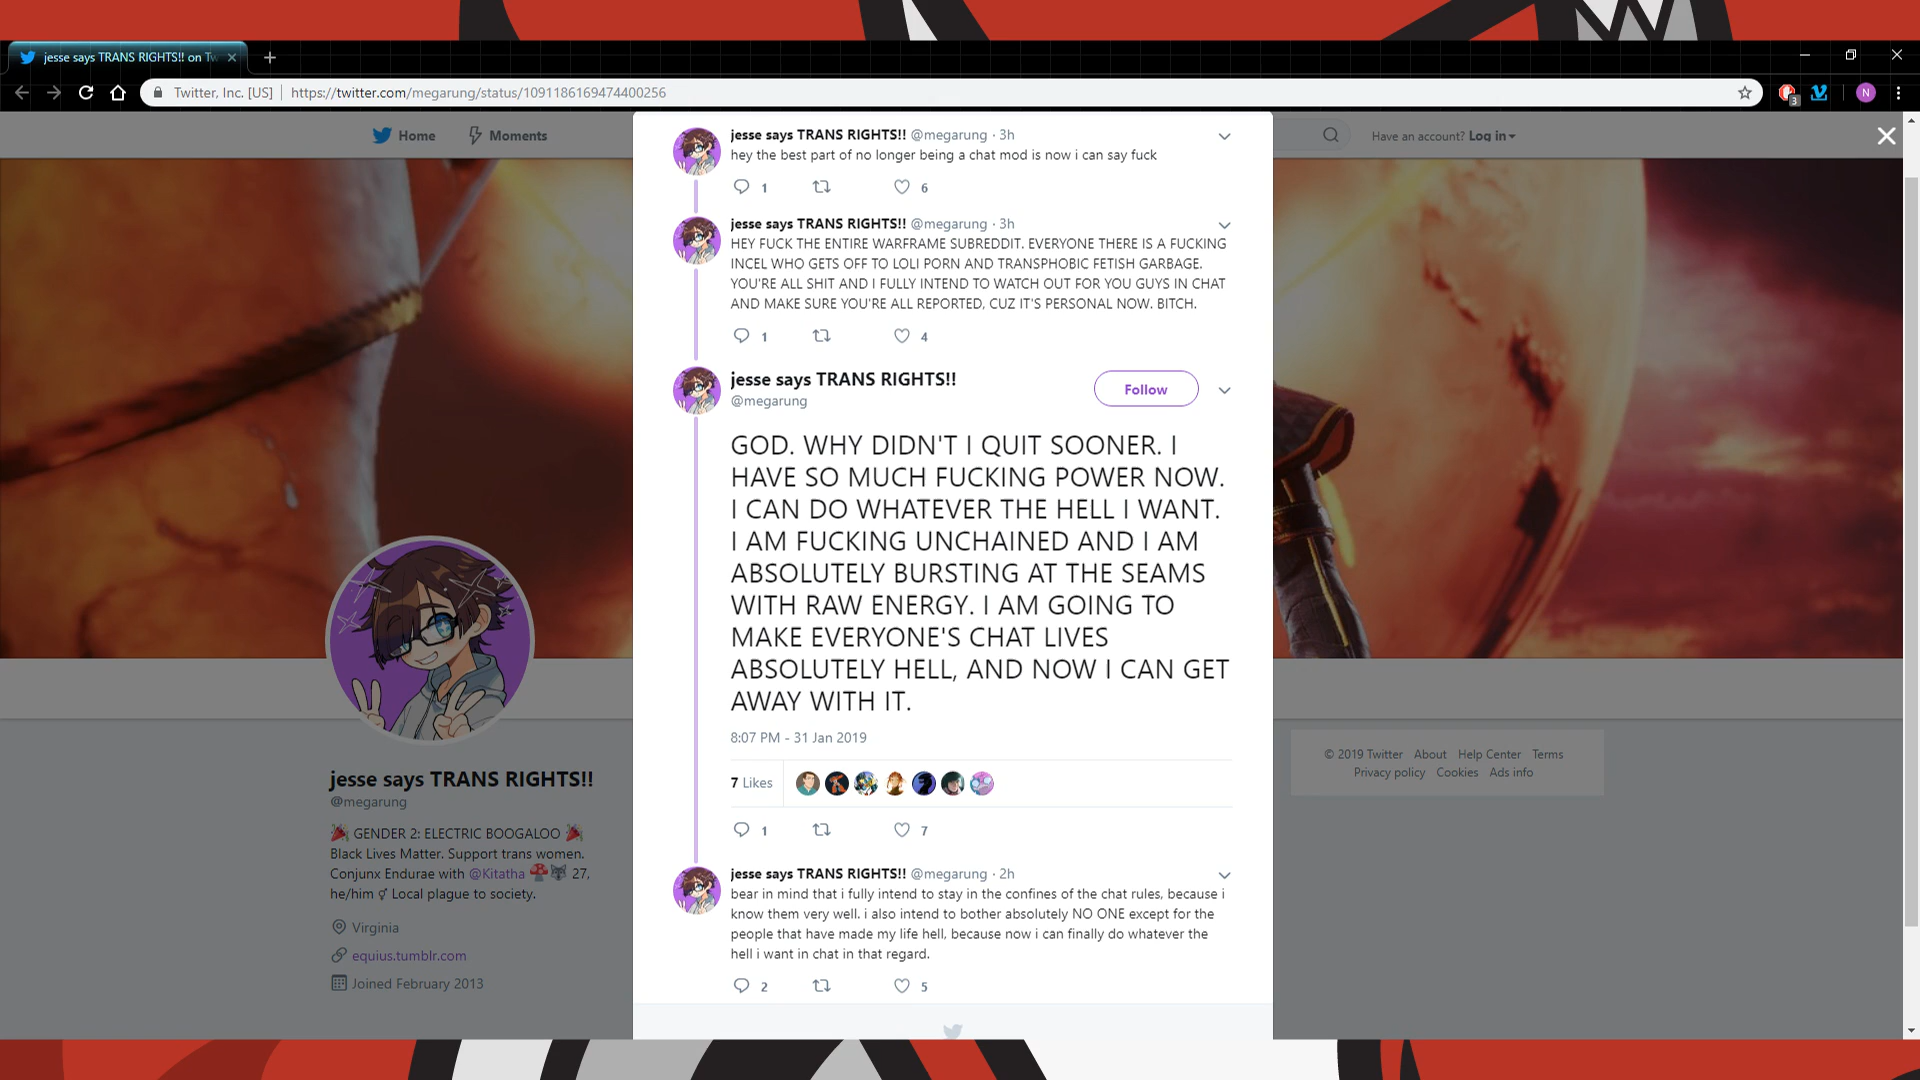 jesse says TRANS RIGHTS!! on Tw
Twitter, Inc. [US]
https://twitter.com/megarung/status/1091186169474400256
3
N
Home
Moments
Have an account? Log in
jesse says TRANS RIGHTS!! @megarung · 3h
hey the best part of no longer being a chat mod is now i can say fuck
1
6
jesse says TRANS RIGHTS!! @megarung · 3h
HEY FUCK THE ENTIRE WARFRAME SUBREDDIT. EVERYONE THERE IS A FUCKING
INCEL WHO GETS OFF TO LOLI PORN AND TRANSPHOBIC FETISH GARBAGE.
YOU'RE ALL SHIT AND I FULLY INTEND TO WATCH OUT FOR YOU GUYS IN CHAT
AND MAKE SURE YOU'RE ALL REPORTED, CUZ IT'S PERSONAL NOW. BITCH.
1
4
jesse says TRANS RIGHTS!!
@megarung
Follow
GOD. WHY DIDN'T I QUIT SOONER. I
HAVE SO MUCH FUCKING POWER NOW.
I CAN DO WHATEVER THE HELL I WANT.
I AM FUCKING UNCHAINED AND I AM
ABSOLUTELY BURSTING AT THE SEAMS
WITH RAW ENERGY. I AM GOING TO
MAKE EVERYONE'S CHAT LIVES
ABSOLUTELY HELL, AND NOW I CAN GET
AWAY WITH IT.
8:07 PM - 31 Jan 2019
7 Likes
1
7
jesse says TRANS RIGHTS!! @megarung · 2h
bear in mind that i fully intend to stay in the confines of the chat rules, because i
know them very well. i also intend to bother absolutely NO ONE except for the
people that have made my life hell, because now i can finally do whatever the
hell i want in chat in that regard.
2
5
jesse says TRANS RIGHTS!!
@megarung
🎉 GENDER 2: ELECTRIC BOOGALOO 🎉
Black Lives Matter. Support trans women.
Conjunx Endurae with @Kitatha 🍄🐺 27,
he/him ⚥ Local plague to society.
Virginia
equius.tumblr.com
Joined February 2013
© 2019 Twitter About Help Center Terms
Privacy policy Cookies Ads info